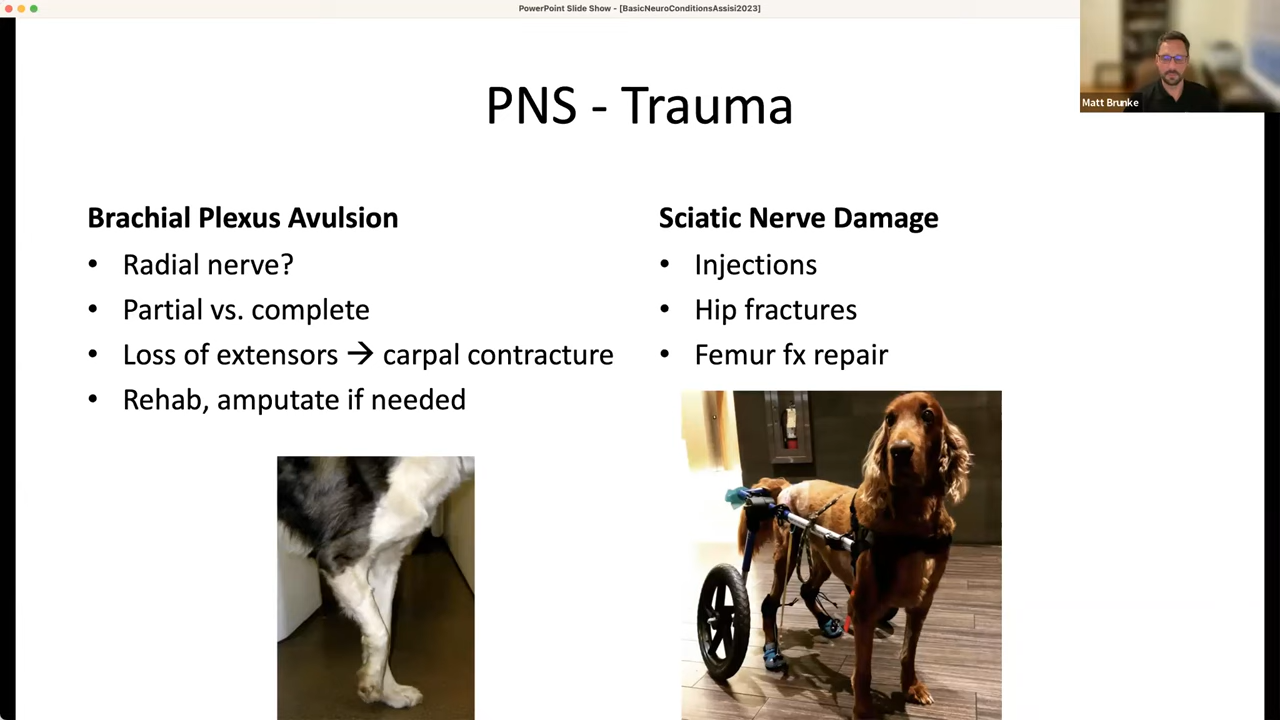 PowerPoint Slide Show - [BasicNeuroConditionsAssisi2023]
Matt Brunke
PNS - Trauma
Brachial Plexus Avulsion
• Radial nerve?
• Partial vs. complete
• Loss of extensors → carpal contracture
• Rehab, amputate if needed
Sciatic Nerve Damage
• Injections
• Hip fractures
• Femur fx repair